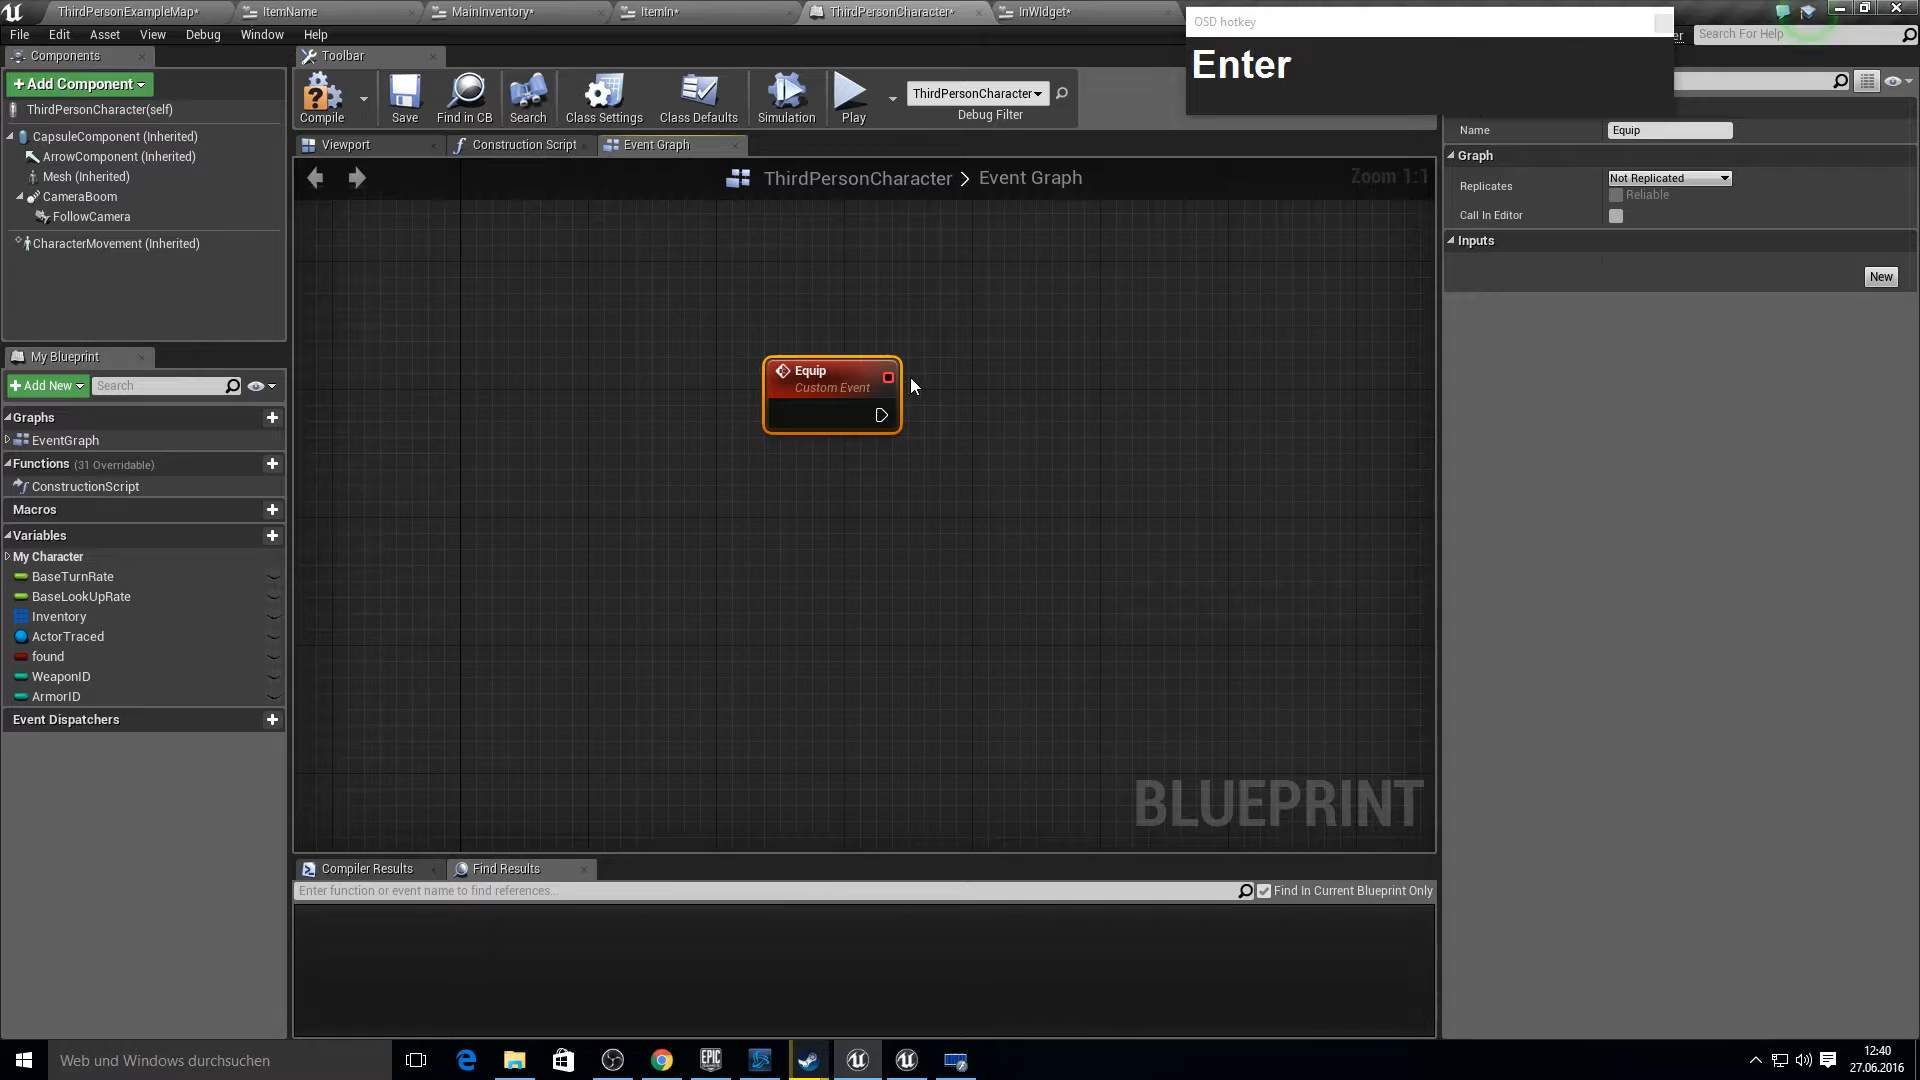 ThirdPersonExampleMap*
ItemName
MainInventory*
ItemIn*
ThirdPersonCharacter*
InWIdget*
OSD hotkey
Enter
File
Edit
Asset
View
Debug
Window
Help
Search For Help
Components
Toolbar
Add Component
ThirdPersonCharacter(self)
CapsuleComponent (Inherited)
ArrowComponent (Inherited)
Mesh (Inherited)
CameraBoom
FollowCamera
CharacterMovement (Inherited)
Compile
Save
Find in CB
Search
Class Settings
Class Defaults
Simulation
Play
ThirdPersonCharacter
Debug Filter
Viewport
Construction Script
Event Graph
ThirdPersonCharacter > Event Graph
Zoom 1:1
Name
Equip
Graph
Replicates
Not Replicated
Reliable
Call In Editor
Inputs
New
Equip
Custom Event
My Blueprint
Add New
Search
Graphs
EventGraph
Functions (31 Overridable)
ConstructionScript
Macros
Variables
My Character
BaseTurnRate
BaseLookUpRate
Inventory
ActorTraced
found
WeaponID
ArmorID
Event Dispatchers
BLUEPRINT
Compiler Results
Find Results
Enter function or event name to find references...
Find In Current Blueprint Only
Web und Windows durchsuchen
EPIC
12:40
27.06.2016